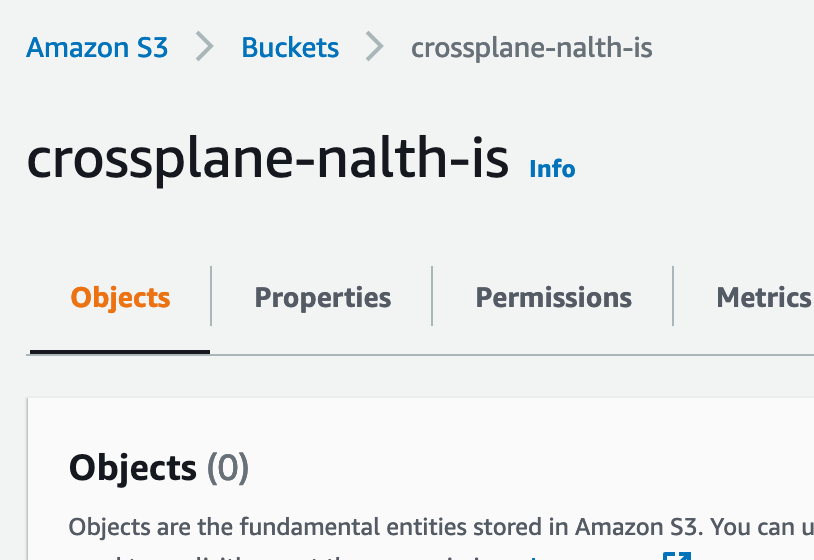 Amazon S3 > Buckets > crossplane-nalth-is
crossplane-nalth-is Info
Objects Properties Permissions Metrics
Objects (0)
Objects are the fundamental entities stored in Amazon S3. You can u